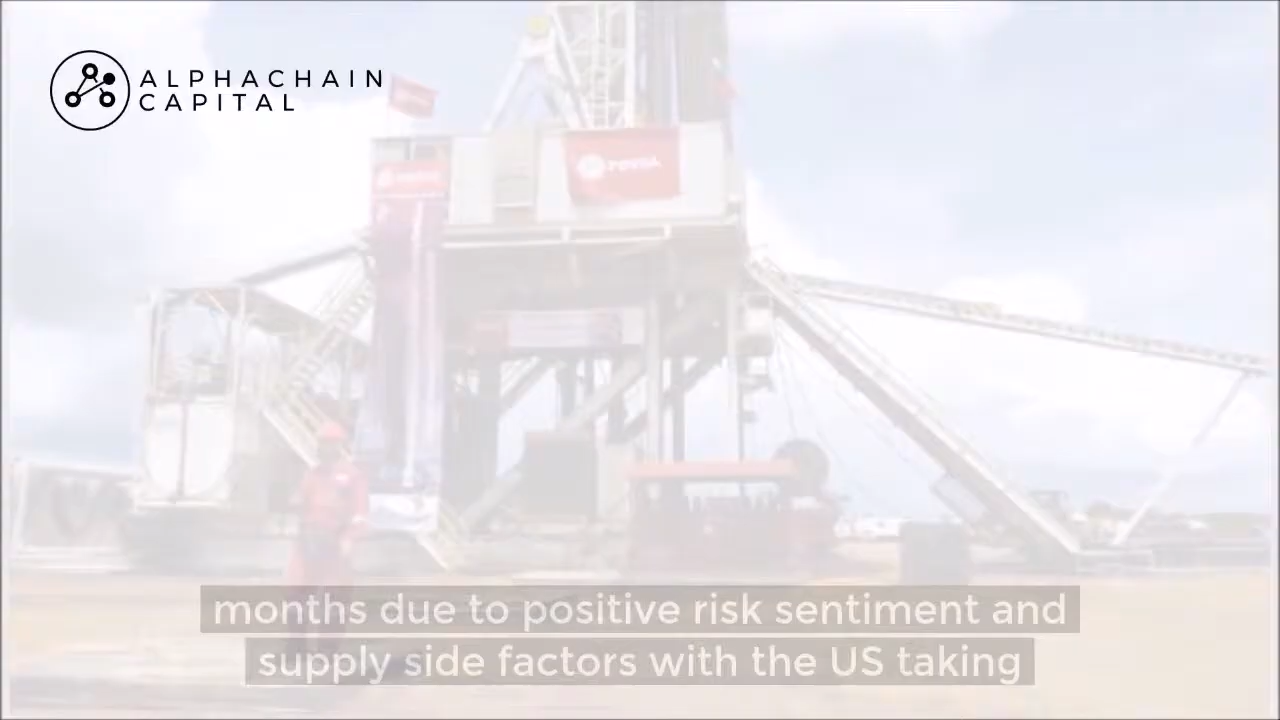 ALPHACHAIN
CAPITAL
months due to positive risk sentiment and
supply side factors with the US taking